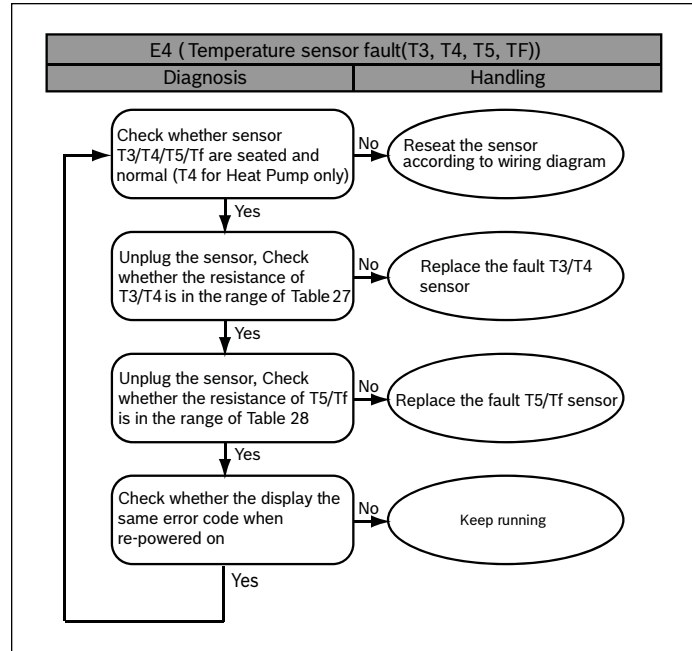 E4 ( Temperature sensor fault(T3, T4, T5, TF))
Diagnosis
Handling
Check whether sensor
T3/T4/T5/Tf are seated and
normal (T4 for Heat Pump only)
No
Reseat the sensor
according to wiring diagram
Yes
Unplug the sensor, Check
whether the resistance of
T3/T4 is in the range of Table 27
No
Replace the fault T3/T4
sensor
Yes
Unplug the sensor, Check
whether the resistance of T5/Tf
is in the range of Table 28
No
Replace the fault T5/Tf sensor
Yes
Check whether the display the
same error code when
re-powered on
No
Keep running
Yes